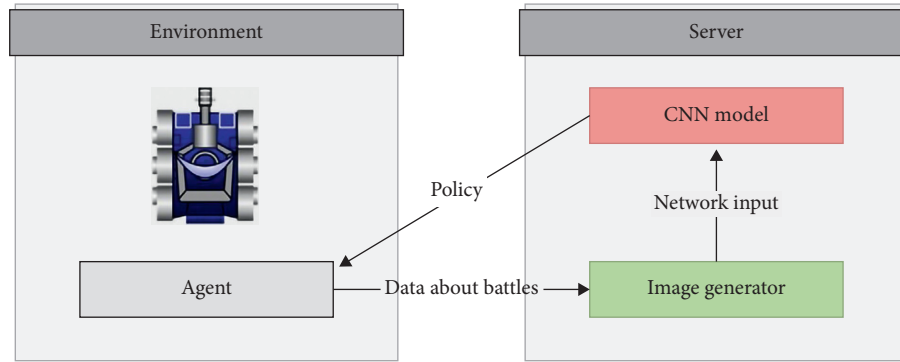 Environment
Server
CNN model
Policy
Network input
Agent
Data about battles
Image generator